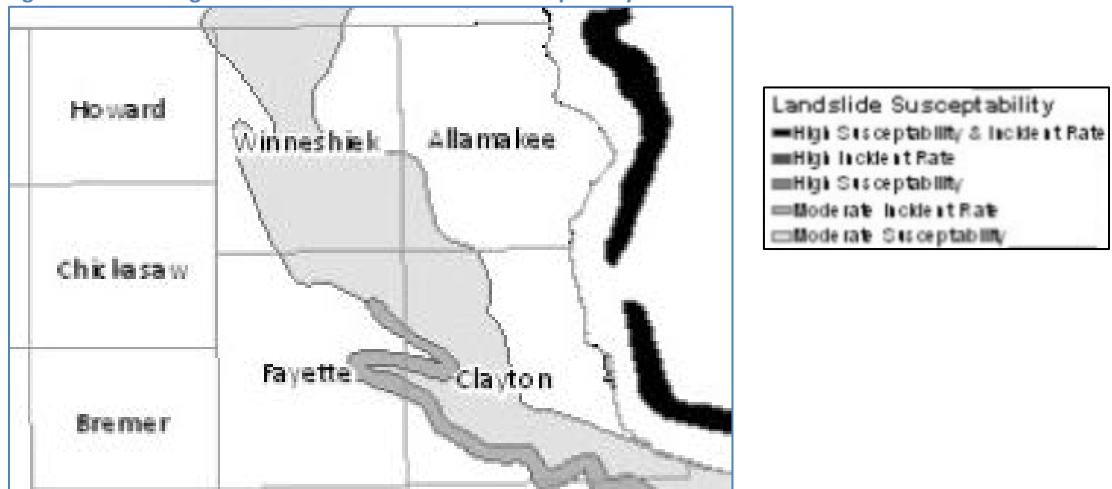 Howard
Winneshiek
Allamakee
Chickasaw
Fayette
Clayton
Bremer
Landslide Susceptability
High Susceptability & Incident Rate
High Incident Rate
High Susceptability
Moderate Incident Rate
Moderate Susceptability